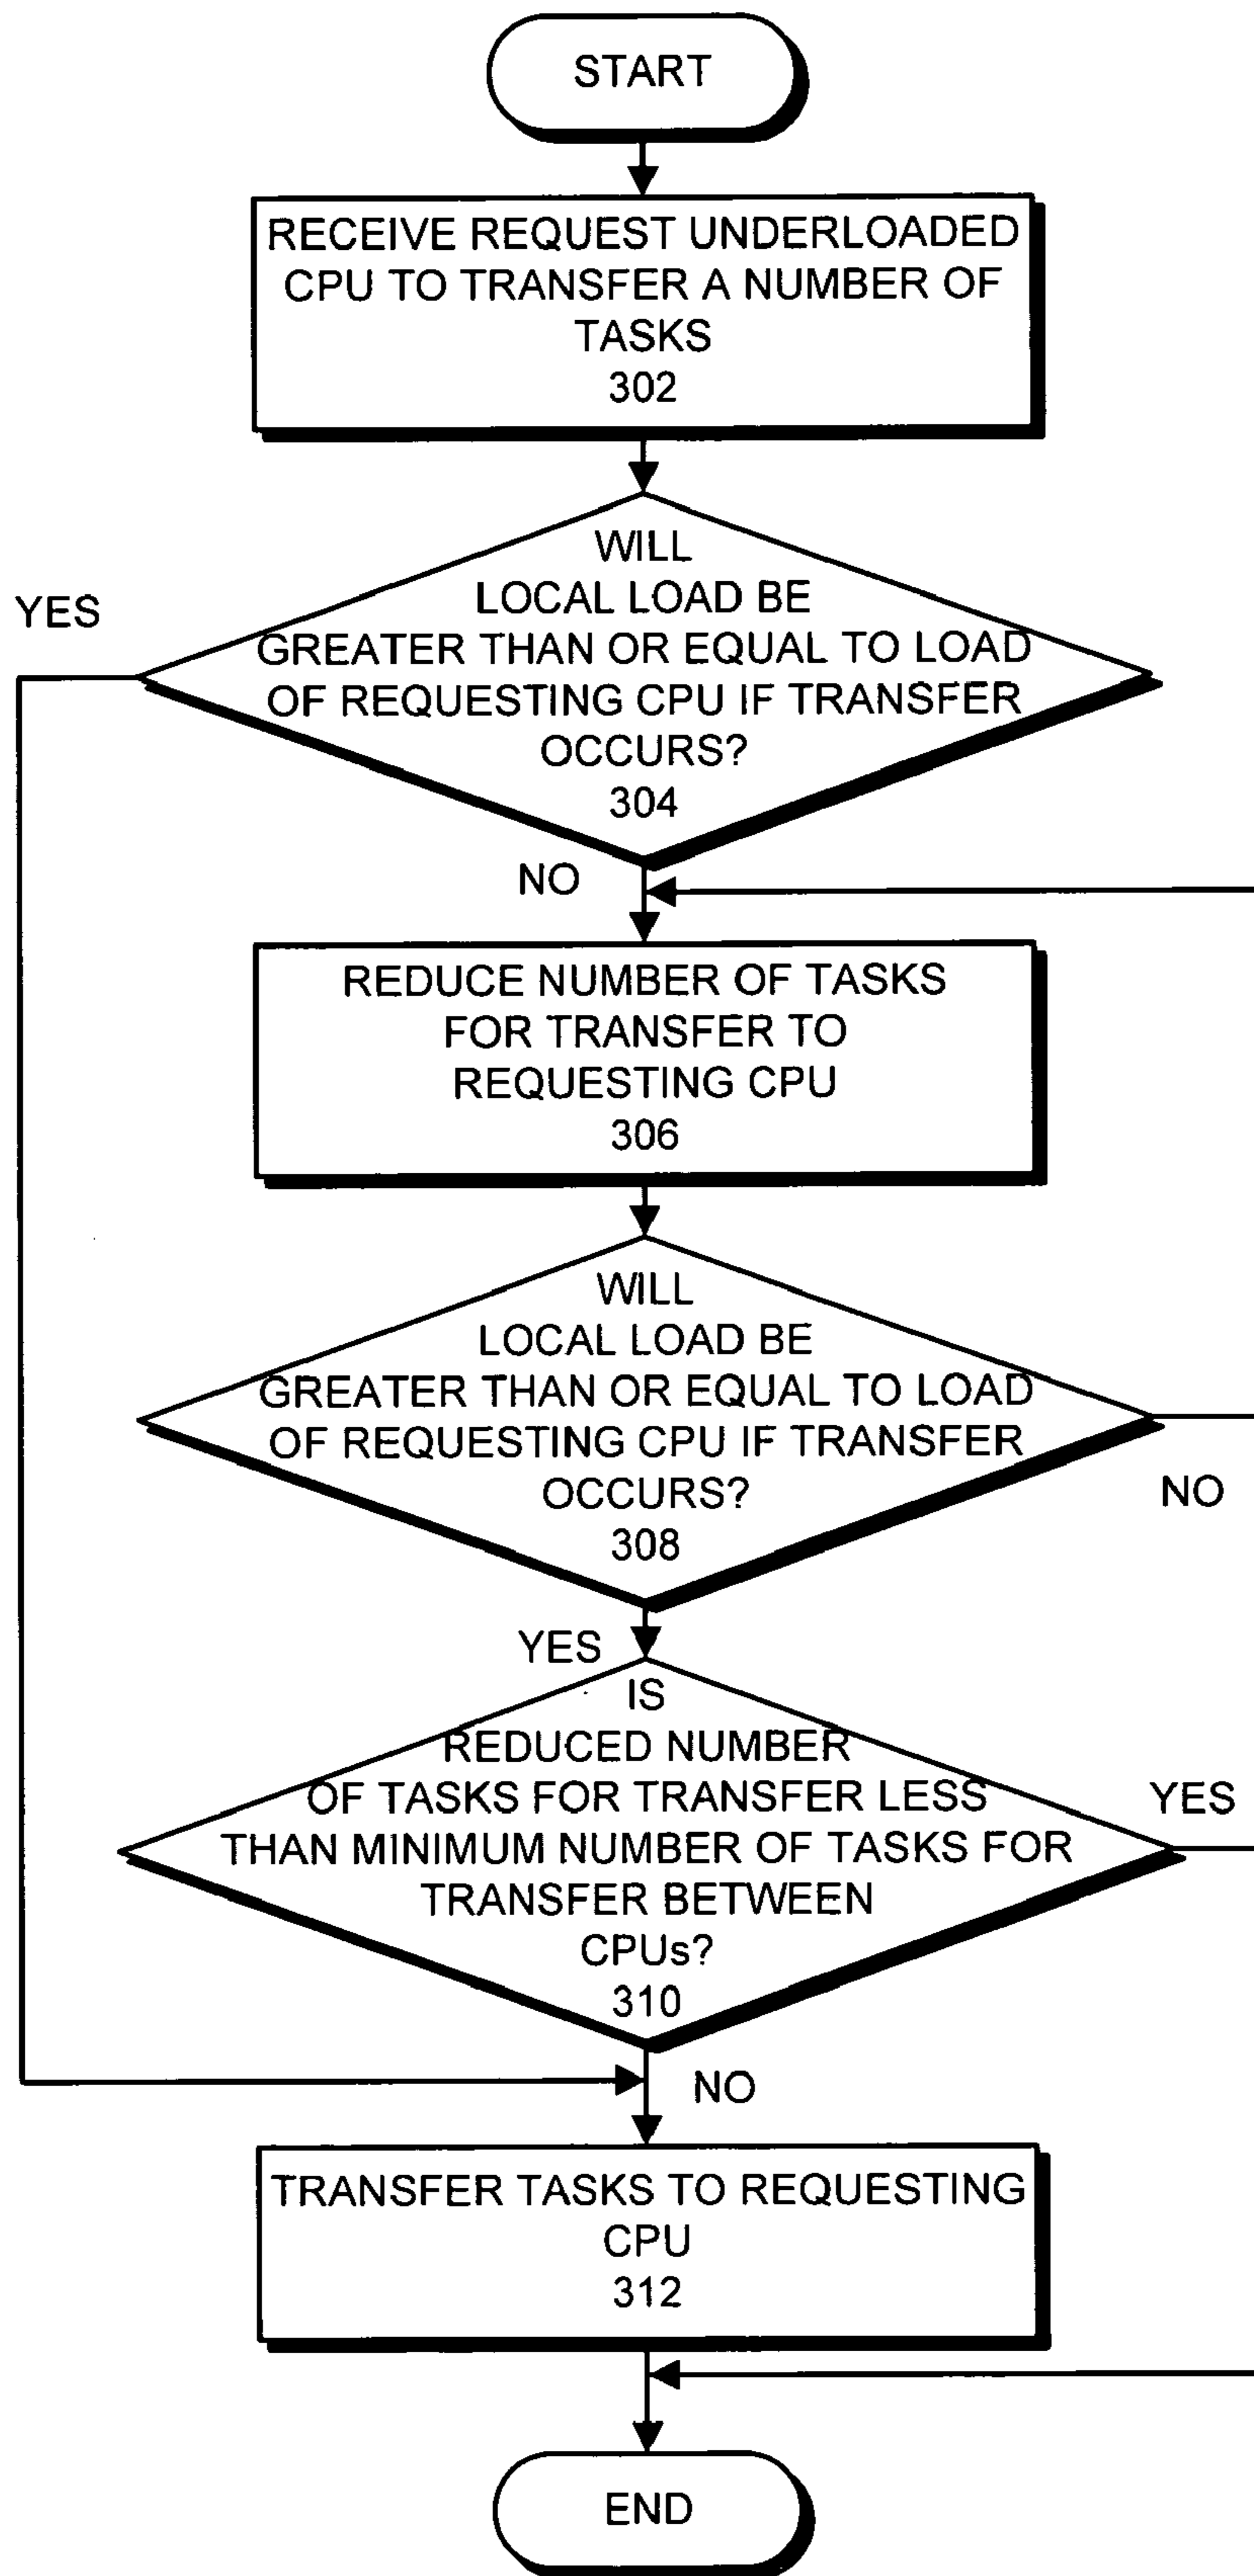 START
RECEIVE REQUEST UNDERLOADED
CPU TO TRANSFER A NUMBER OF
TASKS
302
WILL
LOCAL LOAD BE
GREATER THAN OR EQUAL TO LOAD
OF REQUESTING CPU IF TRANSFER
OCCURS?
304
YES
NO
REDUCE NUMBER OF TASKS
FOR TRANSFER TO
REQUESTING CPU
306
WILL
LOCAL LOAD BE
GREATER THAN OR EQUAL TO LOAD
OF REQUESTING CPU IF TRANSFER
OCCURS?
308
NO
YES
IS
REDUCED NUMBER
OF TASKS FOR TRANSFER LESS
THAN MINIMUM NUMBER OF TASKS FOR
TRANSFER BETWEEN
CPUs?
310
YES
NO
TRANSFER TASKS TO REQUESTING
CPU
312
END